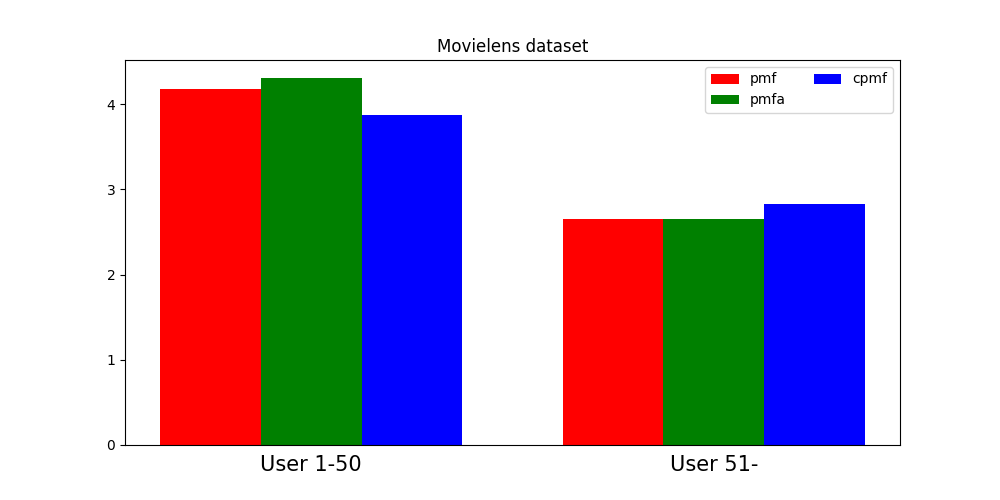 Movielens dataset
pmf
pmfa
cpmf
4
3
2
1
0
User 1-50
User 51-